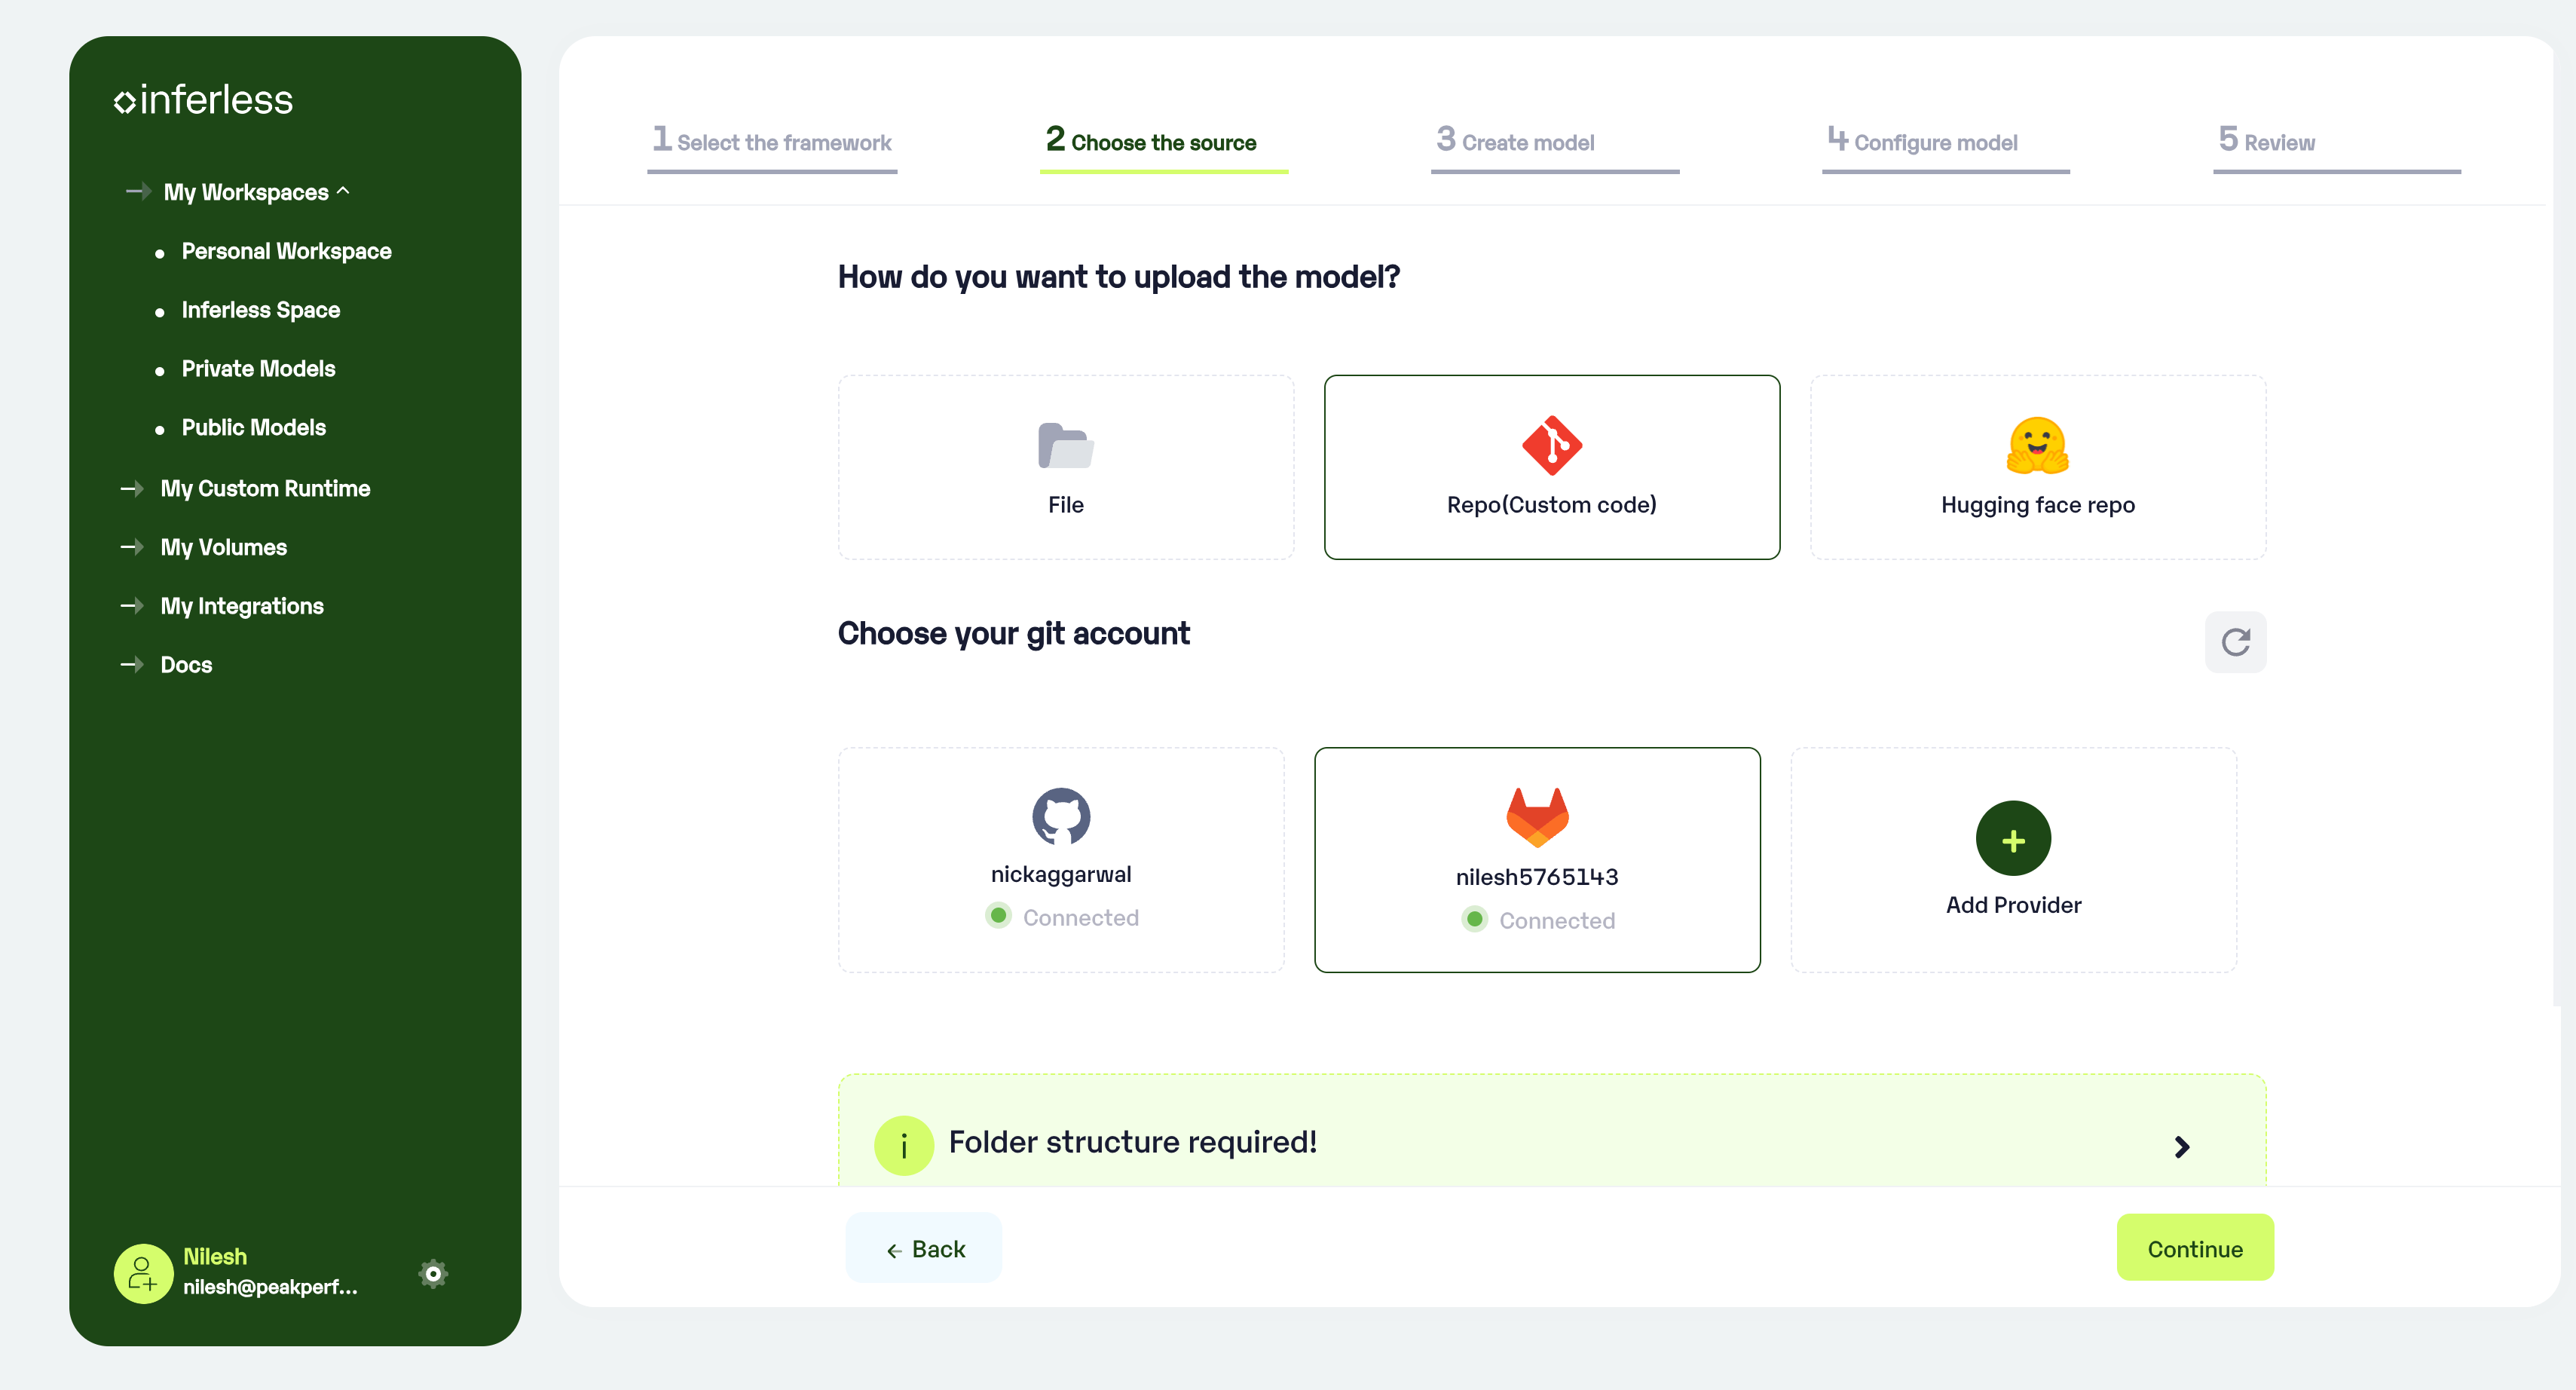 inferless
My Workspaces
Personal Workspace
Inferless Space
Private Models
Public Models
My Custom Runtime
My Volumes
My Integrations
Docs
Nilesh
nilesh@peakperf...
1 Select the framework
2 Choose the source
3 Create model
4 Configure model
5 Review
How do you want to upload the model?
File
Repo(Custom code)
Hugging face repo
Choose your git account
nickaggarwal
Connected
nilesh5765143
Connected
Add Provider
Folder structure required!
Back
Continue